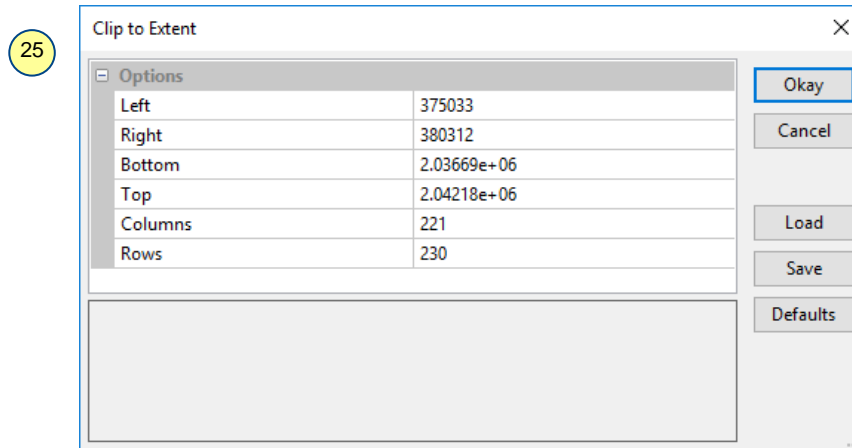 25
Clip to Extent
Options
Left 375033
Right 380312
Bottom 2.03669e+06
Top 2.04218e+06
Columns 221
Rows 230
Okay
Cancel
Load
Save
Defaults